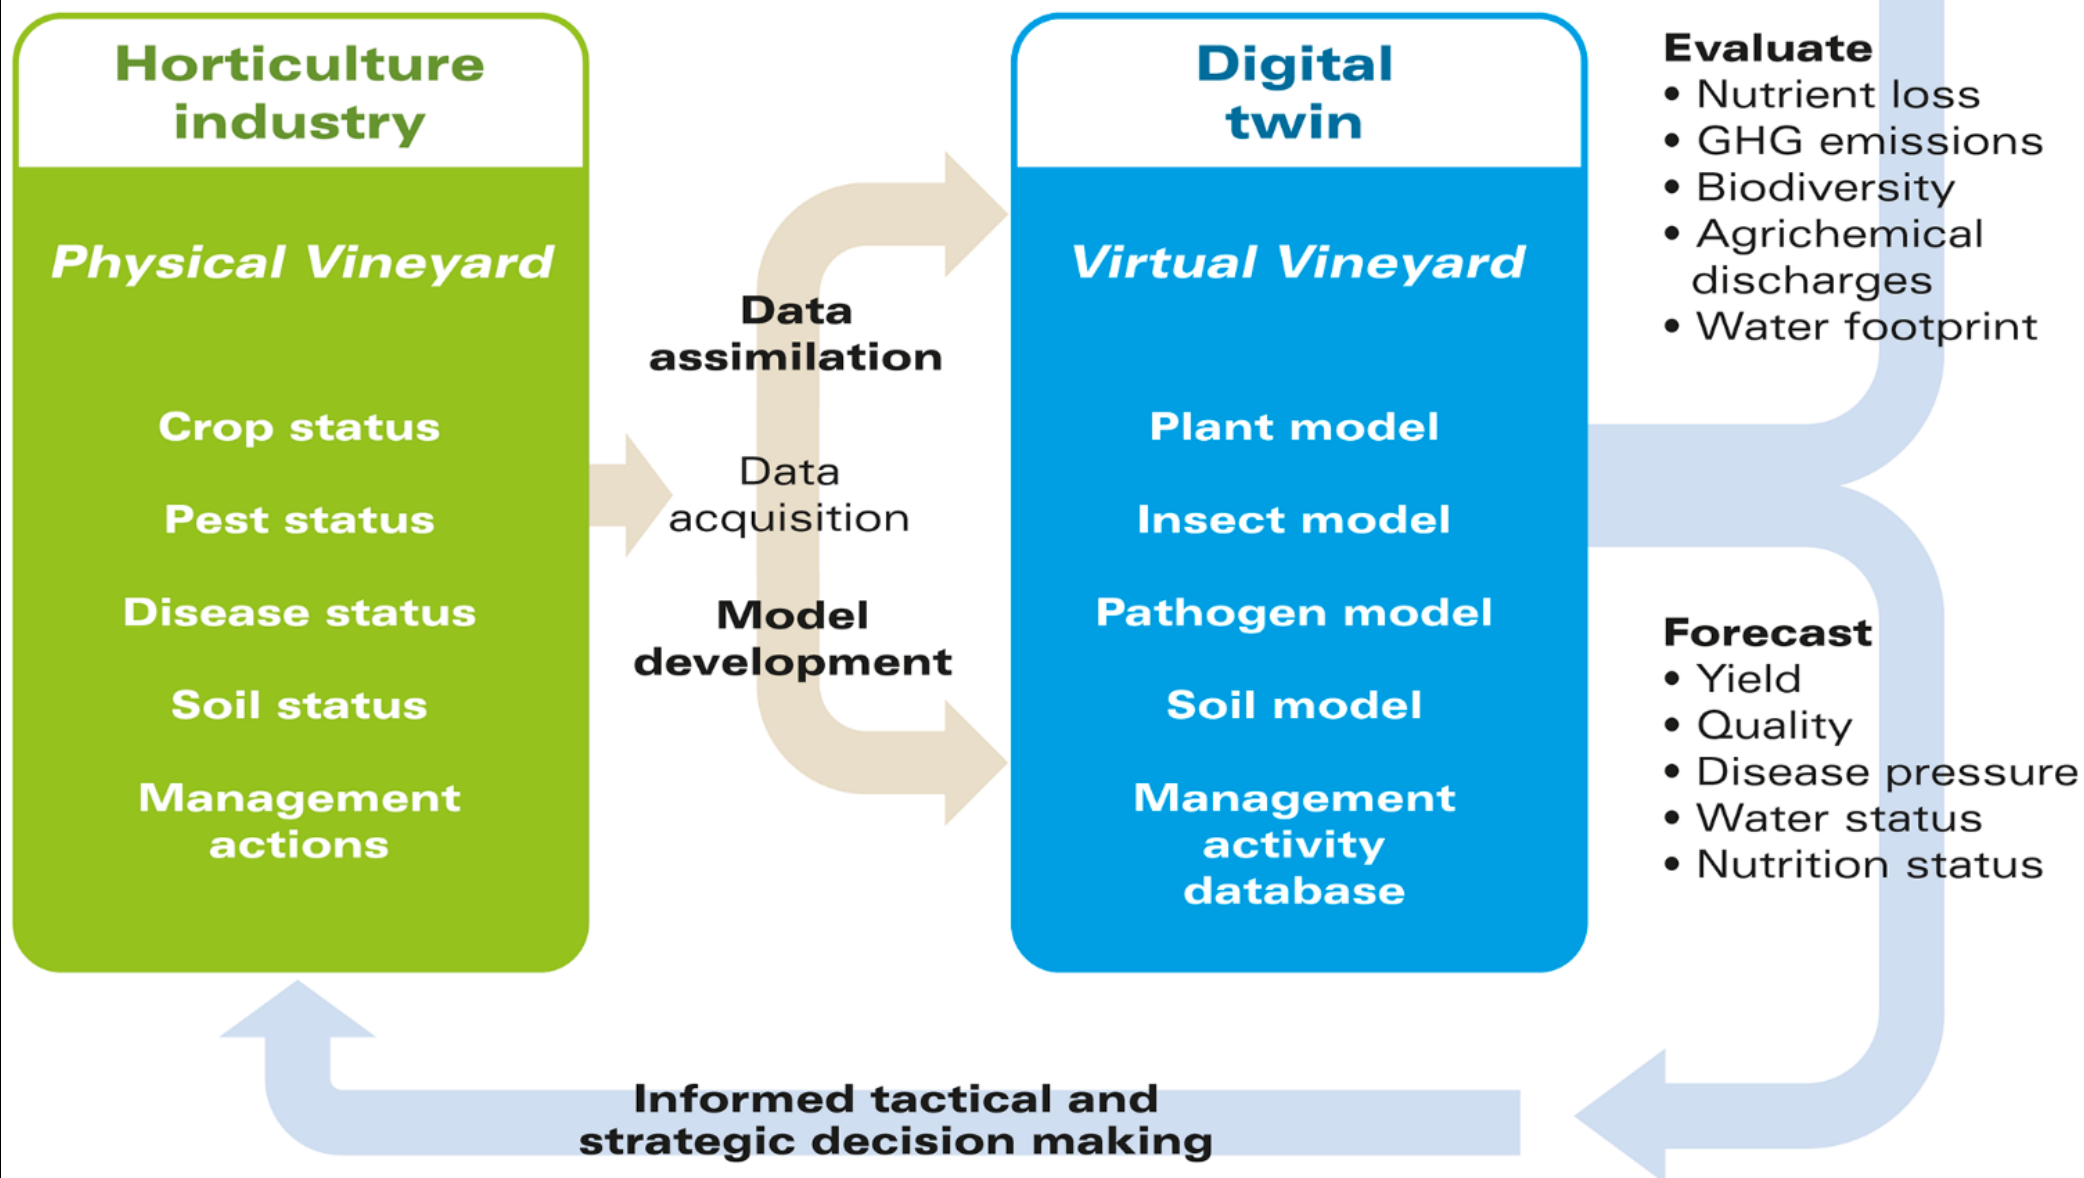 Horticulture
industry
Physical Vineyard
Crop status
Pest status
Disease status
Soil status
Management
actions
Data
assimilation
Data
acquisition
Model
development
Digital
twin
Virtual Vineyard
Plant model
Insect model
Pathogen model
Soil model
Management
activity
database
Evaluate
• Nutrient loss
• GHG emissions
• Biodiversity
• Agrichemical
discharges
• Water footprint
Forecast
• Yield
• Quality
• Disease pressure
• Water status
• Nutrition status
Informed tactical and
strategic decision making